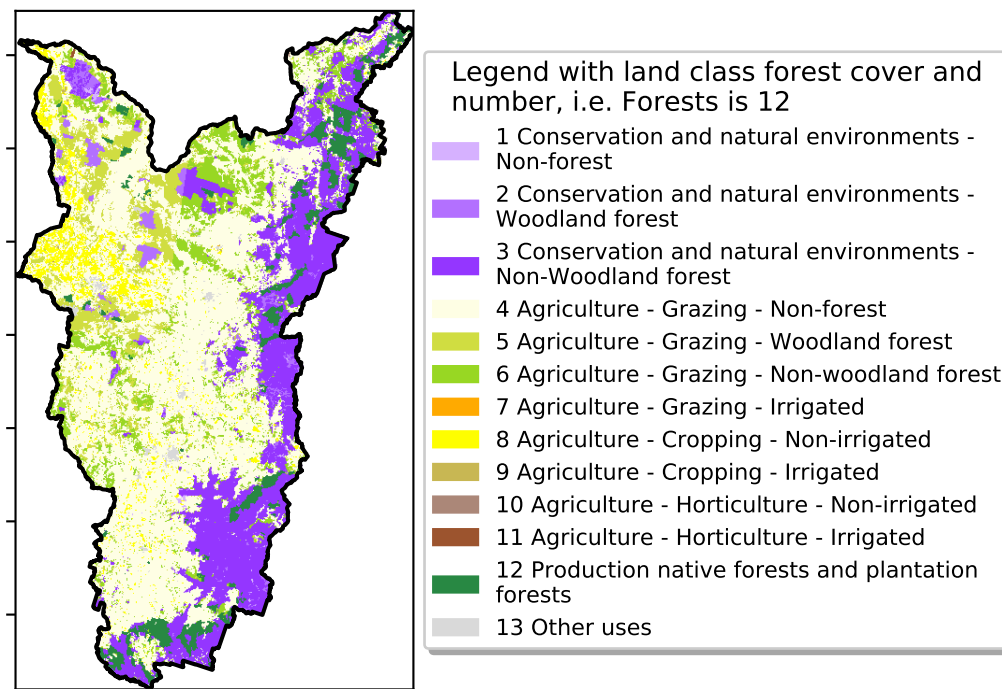 Legend with land class forest cover and
number, i.e. Forests is 12
1 Conservation and natural environments -
Non-forest
2 Conservation and natural environments -
Woodland forest
3 Conservation and natural environments -
Non-Woodland forest
4 Agriculture - Grazing - Non-forest
5 Agriculture - Grazing - Woodland forest
6 Agriculture - Grazing - Non-woodland forest
7 Agriculture - Grazing - Irrigated
8 Agriculture - Cropping - Non-irrigated
9 Agriculture - Cropping - Irrigated
10 Agriculture - Horticulture - Non-irrigated
11 Agriculture - Horticulture - Irrigated
12 Production native forests and plantation
forests
13 Other uses